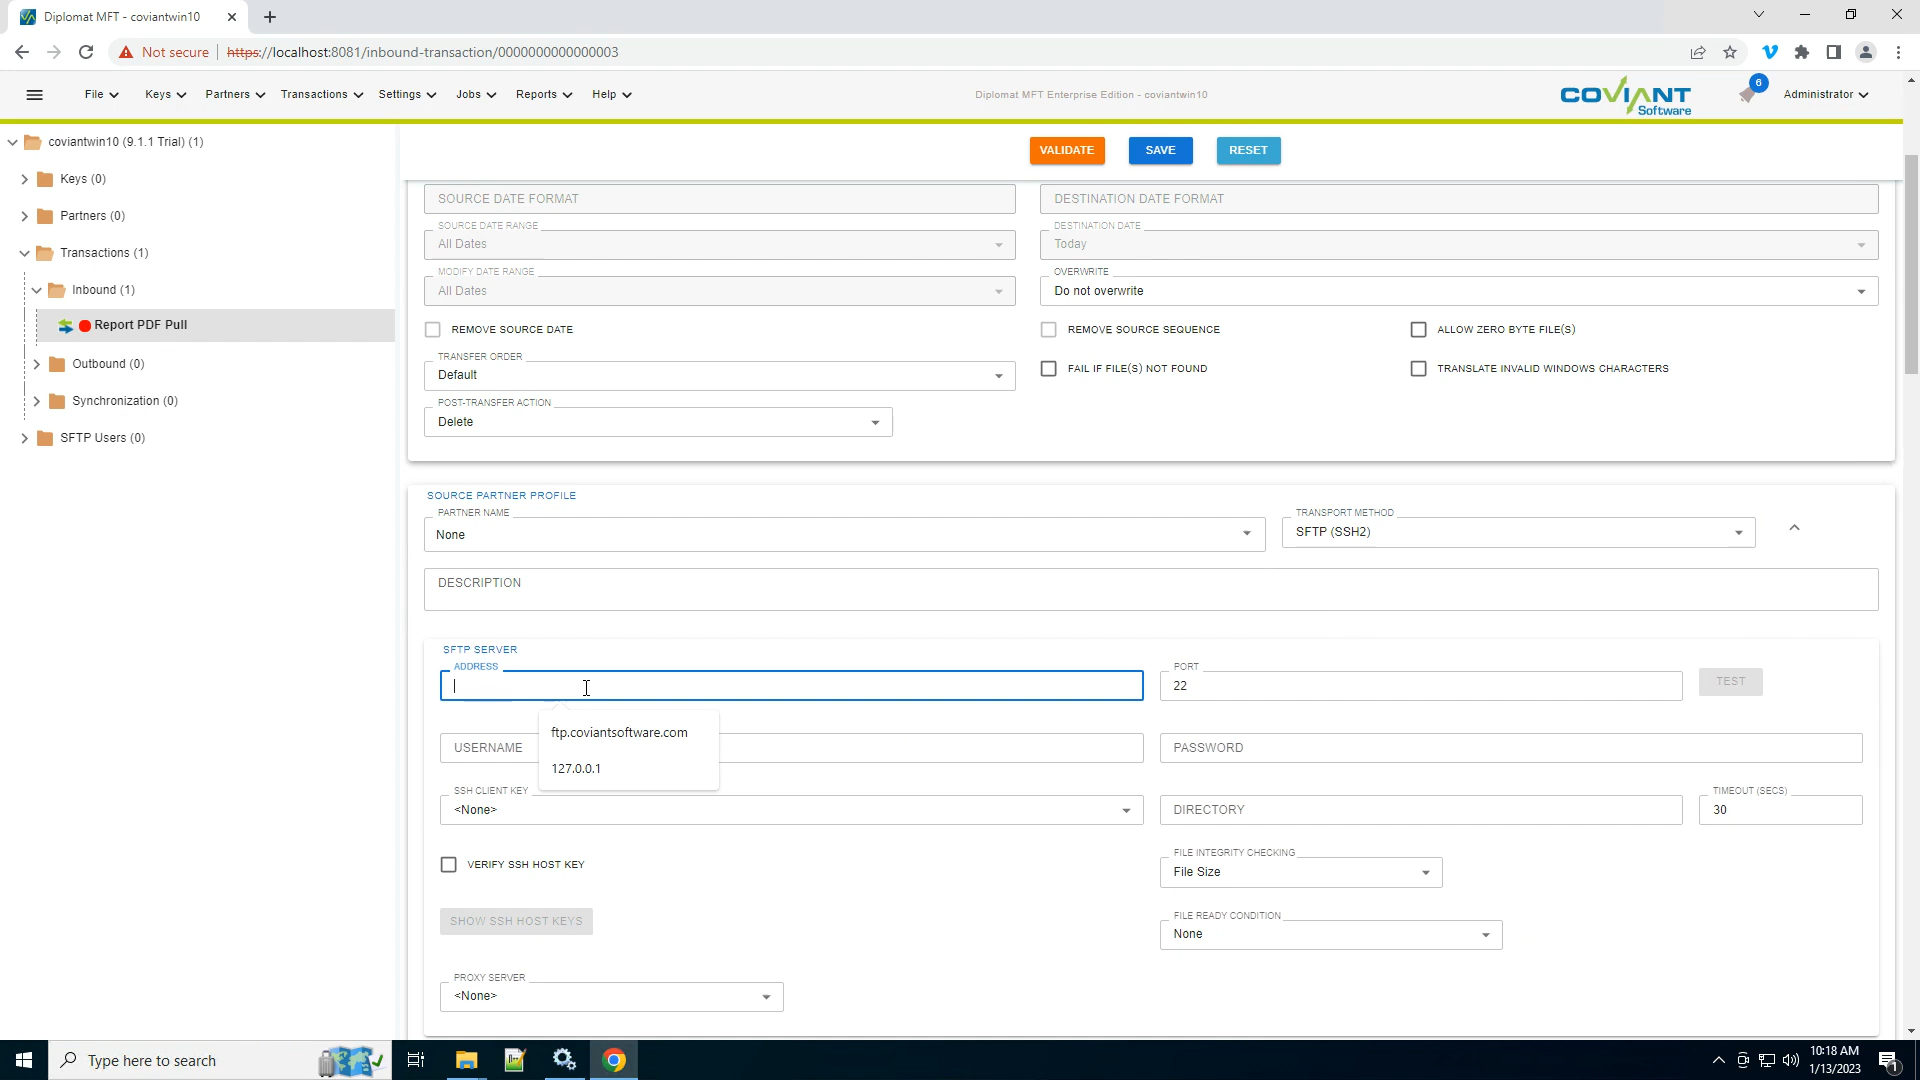 Diplomat MFT - coviantwin10
Not secure https://localhost:8081/inbound-transaction/0000000000000003
File Keys Partners Transactions Settings Jobs Reports Help
Diplomat MFT Enterprise Edition - coviantwin10
COVIANT Software
6
Administrator
coviantwin10 (9.1.1 Trial) (1)
Keys (0)
Partners (0)
Transactions (1)
Inbound (1)
Report PDF Pull
Outbound (0)
Synchronization (0)
SFTP Users (0)
VALIDATE SAVE RESET
SOURCE DATE FORMAT DESTINATION DATE FORMAT
SOURCE DATE RANGE DESTINATION DATE
All Dates Today
MODIFY DATE RANGE OVERWRITE
All Dates Do not overwrite
REMOVE SOURCE DATE REMOVE SOURCE SEQUENCE ALLOW ZERO BYTE FILE(S)
TRANSFER ORDER
Default FAIL IF FILE(S) NOT FOUND TRANSLATE INVALID WINDOWS CHARACTERS
POST-TRANSFER ACTION
Delete
SOURCE PARTNER PROFILE
PARTNER NAME TRANSPORT METHOD
None SFTP (SSH2)
DESCRIPTION
SFTP SERVER
ADDRESS PORT
22 TEST
ftp.coviantsoftware.com
127.0.0.1
USERNAME PASSWORD
SSH CLIENT KEY TIMEOUT (SECS)
<None> DIRECTORY 30
VERIFY SSH HOST KEY FILE INTEGRITY CHECKING
File Size
SHOW SSH HOST KEYS FILE READY CONDITION
None
PROXY SERVER
<None>
Type here to search
10:18 AM
1/13/2023
1